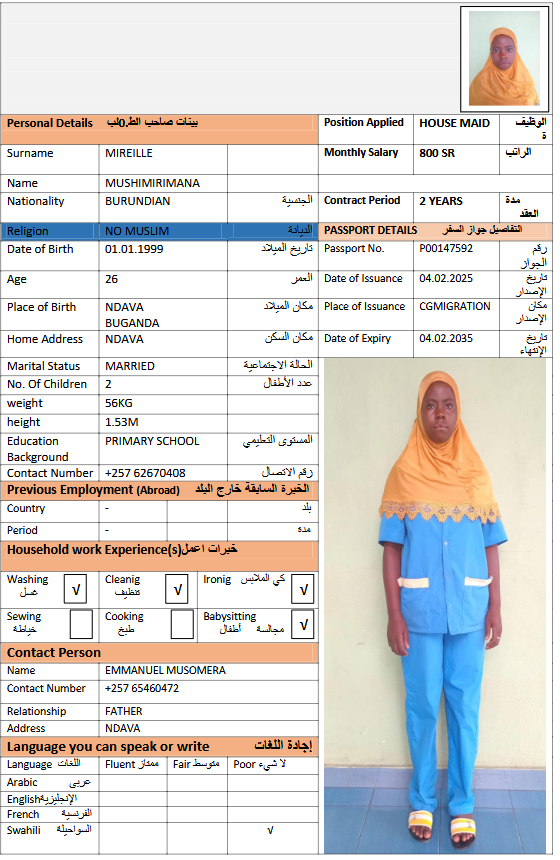 Personal Details بينات صاحب الط.0لب
Position Applied HOUSE MAID الوظيف
ة
Surname MIREILLE
Monthly Salary 800 SR الراتب
Name MUSHIMIRIMANA
Nationality BURUNDIAN الجنسية
Contract Period 2 YEARS مدة
العقد
Religion NO MUSLIM الديانة
PASSPORT DETAILS التفاصيل جواز السفر
Date of Birth 01.01.1999 تاريخ الميلاد
Passport No. P00147592 رقم
الجواز
Age 26 العمر
Date of Issuance 04.02.2025 تاريخ
الإصدار
Place of Birth NDAVA مكان الميلاد
BUGANDA
Place of Issuance CGMIGRATION مكان
الإصدار
Home Address NDAVA مكان السكن
Date of Expiry 04.02.2035 تاريخ
الإنتهاء
Marital Status MARRIED الحالة الاجتماعية
No. Of Children 2 عدد الأطفال
weight 56KG
height 1.53M
Education PRIMARY SCHOOL المستوى التعليمي
Background
Contact Number +257 62670408 رقم الاتصال
Previous Employment (Abroad) الخبرة السابقة خارج البلد
Country - - بلد
Period - - مدة
Household work Experience(s)خبرات اعمل
Washing √ Cleanig √ Ironig كي الملابس √
غسل تنظيف
Sewing Cooking Babysitting √
خياطة طبخ مجالسة أطفال
Contact Person
Name EMMANUEL MUSOMERA
Contact Number +257 65460472
Relationship FATHER
Address NDAVA
Language you can speak or write إجادة اللغات
Language اللغات Fluent ممتاز Fair متوسط Poor لا شيء
Arabic عربى
Englishالإنجليزية
French الفرنسية
Swahili السواحيلة √